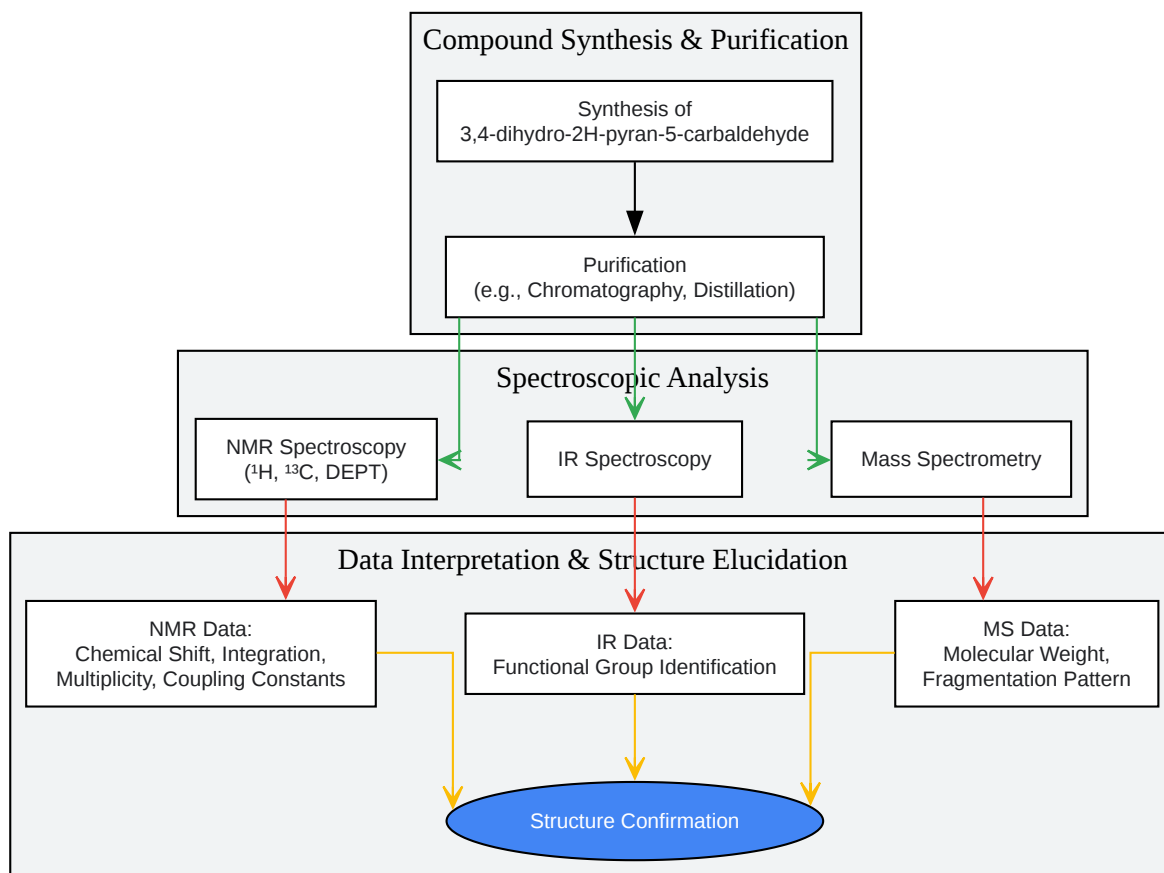 Compound Synthesis & Purification
Synthesis of
3,4-dihydro-2H-pyran-5-carbaldehyde
Purification
(e.g., Chromatography, Distillation)
Spectroscopic Analysis
NMR Spectroscopy
(¹H, ¹³C, DEPT)
IR Spectroscopy
Mass Spectrometry
Data Interpretation & Structure Elucidation
NMR Data:
Chemical Shift, Integration,
Multiplicity, Coupling Constants
IR Data:
Functional Group Identification
MS Data:
Molecular Weight,
Fragmentation Pattern
Structure Confirmation